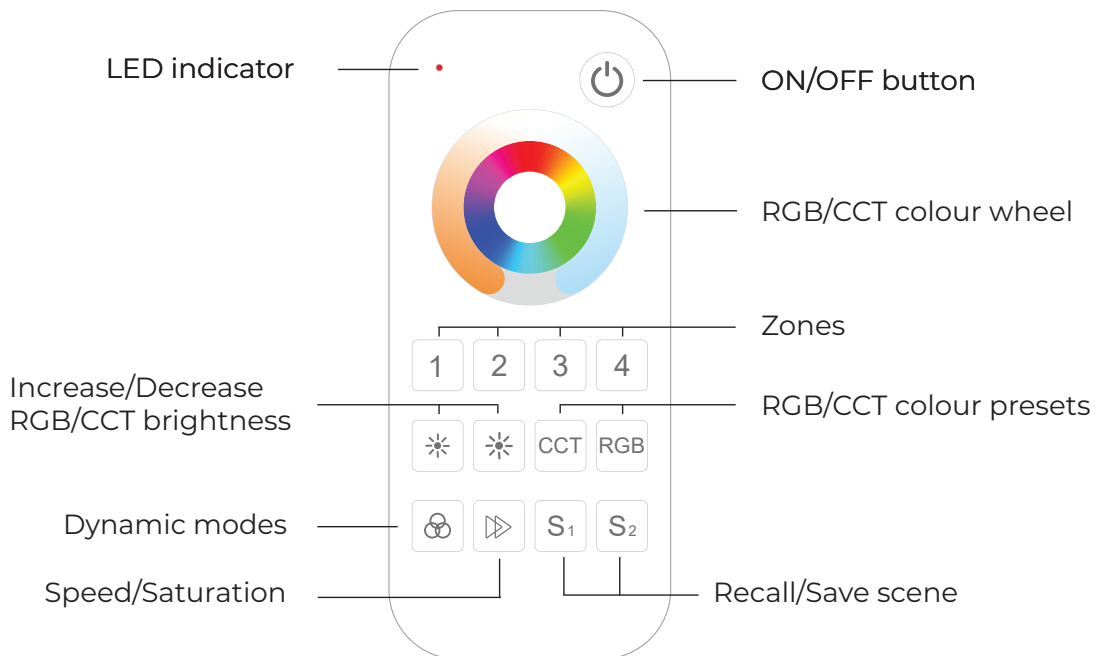 LED indicator
ON/OFF button
RGB/CCT colour wheel
Zones
1 2 3 4
Increase/Decrease
RGB/CCT brightness
RGB/CCT colour presets
CCT RGB
Dynamic modes
S1 S2
Speed/Saturation
Recall/Save scene